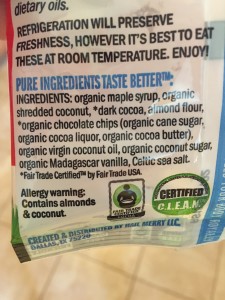 dietary oils.
REFRIGERATION WILL PRESERVE
FRESHNESS, HOWEVER IT'S BEST TO EAT
THESE AT ROOM TEMPERATURE. ENJOY!
PURE INGREDIENTS TASTE BETTER™:
INGREDIENTS: organic maple syrup, organic
shredded coconut, *dark cocoa, almond flour,
*organic chocolate chips (organic cane sugar,
organic cocoa liquor, organic cocoa butter),
organic virgin coconut oil, organic coconut sugar,
organic Madagascar vanilla, Celtic sea salt.
*Fair Trade Certified™ by Fair Trade USA.
Allergy warning:
Contains almonds
& coconut.
CERTIFIED
C.L.E.A.N.
CREATED & DISTRIBUTED BY MERRY LLC.
DALLAS, TX 75220